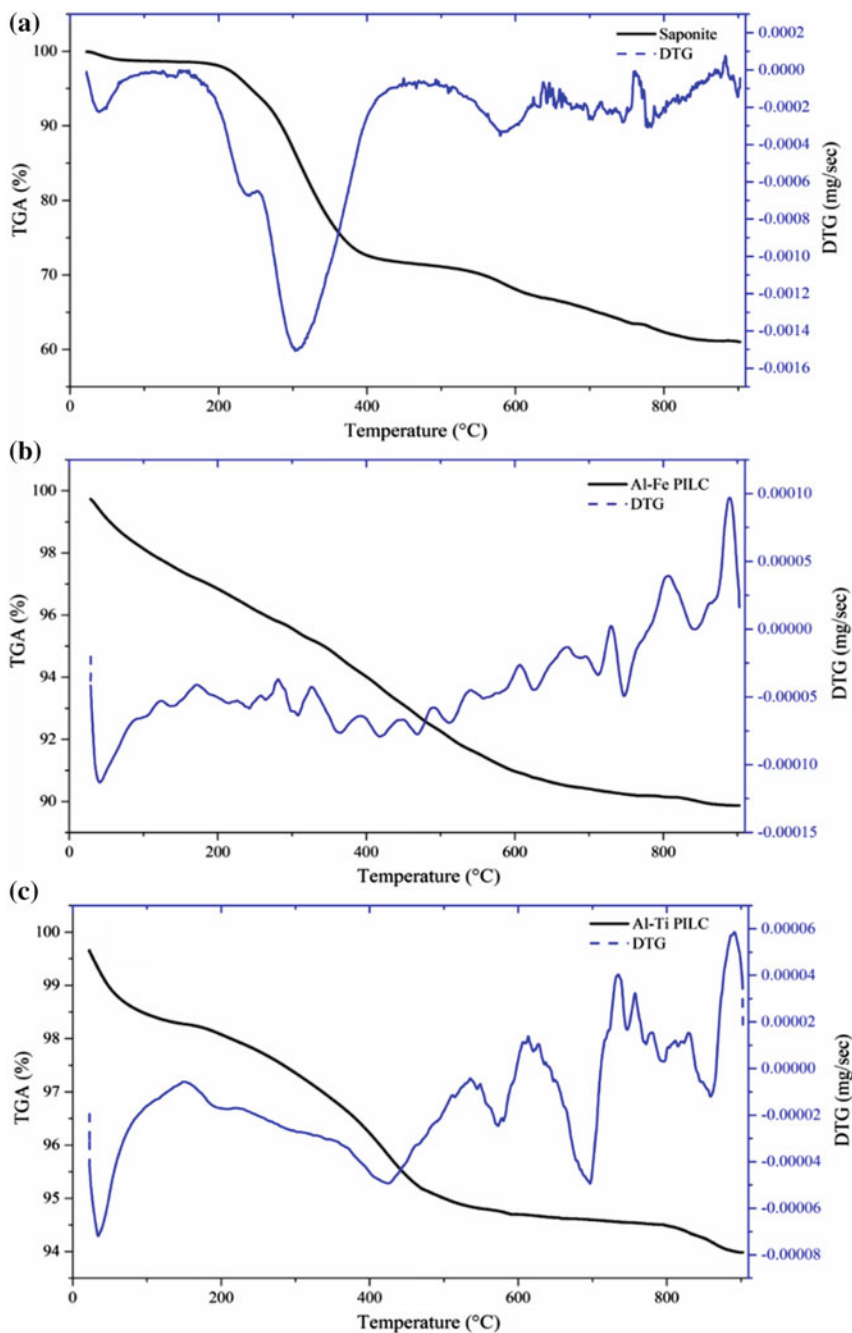 (a)
Saponite
DTG
100
90
80
70
60
TGA (%)
0.0002
0.0000
-0.0002
-0.0004
-0.0006
-0.0008
-0.0010
-0.0012
-0.0014
-0.0016
DTG (mg/sec)
0 200 400 600 800
Temperature (°C)
(b)
Al-Fe PILC
DTG
100
98
96
94
92
90
TGA (%)
0.00010
0.00005
0.00000
-0.00005
-0.00010
-0.00015
DTG (mg/sec)
0 200 400 600 800
Temperature (°C)
(c)
Al-Ti PILC
DTG
100
99
98
97
96
95
94
TGA (%)
0.00006
0.00004
0.00002
0.00000
-0.00002
-0.00004
-0.00006
-0.00008
DTG (mg/sec)
0 200 400 600 800
Temperature (°C)